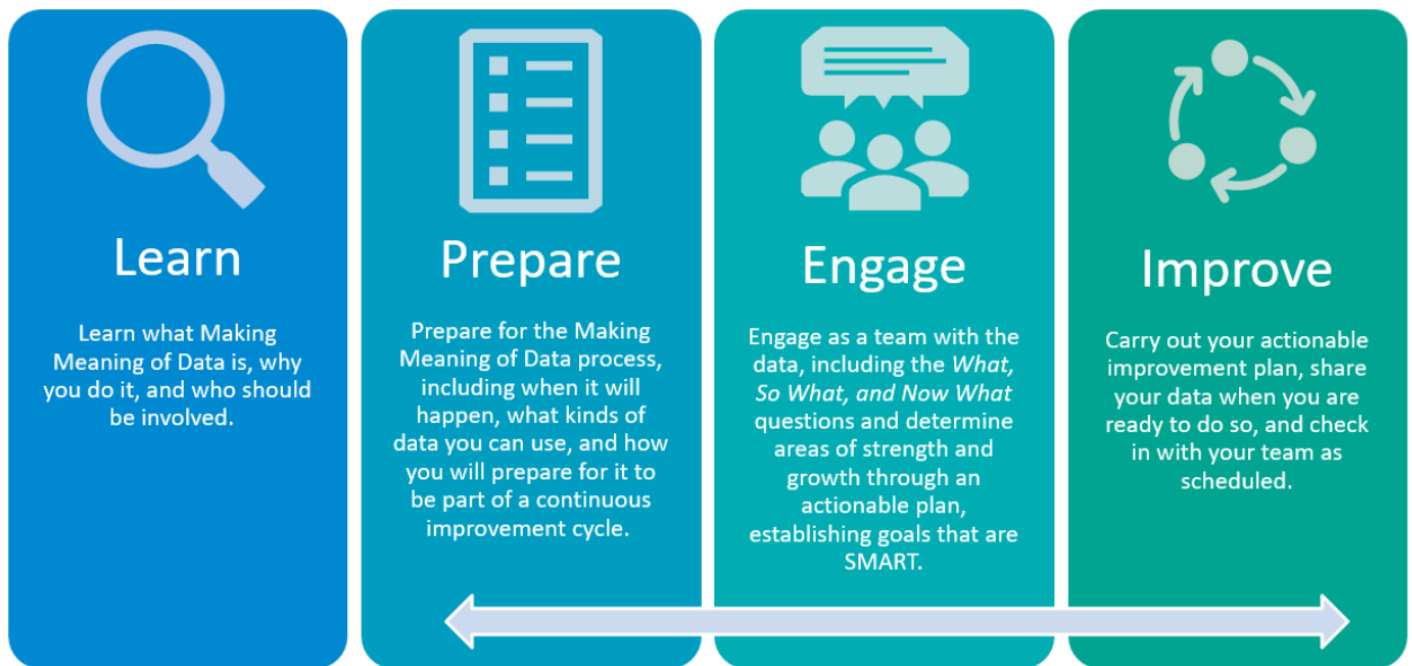 Learn
Learn what Making
Meaning of Data is, why
you do it, and who should
be involved.
Prepare
Prepare for the Making
Meaning of Data process,
including when it will
happen, what kinds of
data you can use, and how
you will prepare for it to
be part of a continuous
improvement cycle.
Engage
Engage as a team with the
data, including the What,
So What, and Now What
questions and determine
areas of strength and
growth through an
actionable plan,
establishing goals that are
SMART.
Improve
Carry out your actionable
improvement plan, share
your data when you are
ready to do so, and check
in with your team as
scheduled.